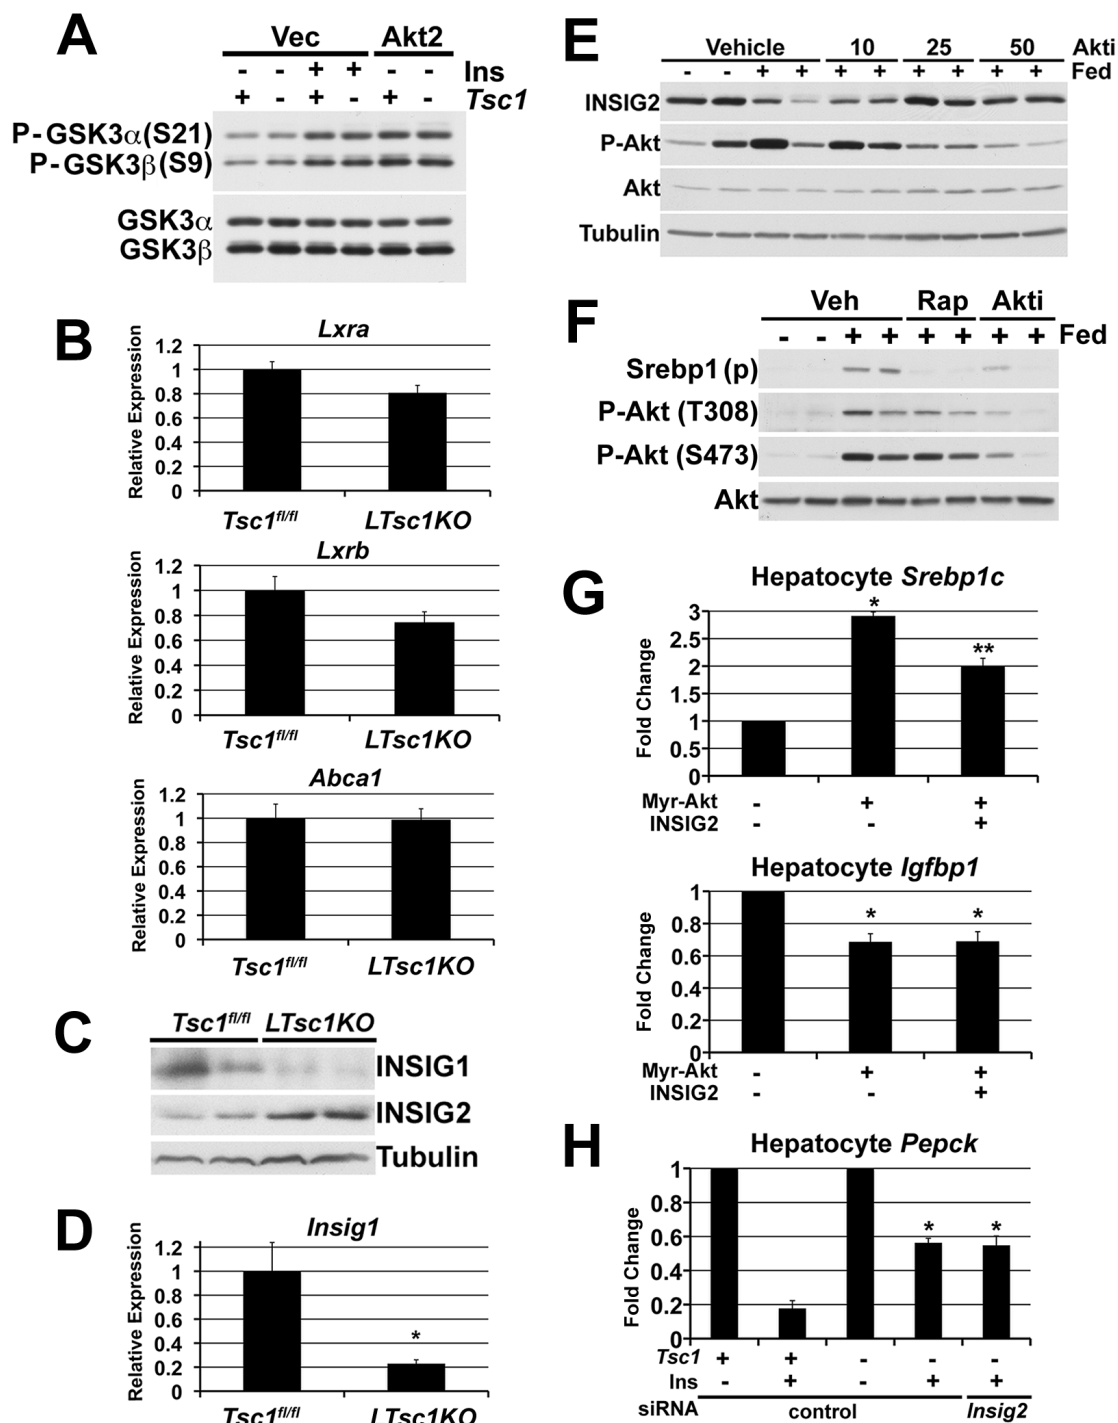 A
Vec Akt2
- - + + - - Ins
+ - + - + - Tsc1
P-GSK3α(S21)
P-GSK3β(S9)
GSK3α
GSK3β
B
Lxra
Relative Expression
1.2
1
0.8
0.6
0.4
0.2
0
Tsc1fl/fl LTsc1KO
Lxrb
Relative Expression
1.2
1
0.8
0.6
0.4
0.2
0
Tsc1fl/fl LTsc1KO
Abca1
Relative Expression
1.2
1
0.8
0.6
0.4
0.2
0
Tsc1fl/fl LTsc1KO
C
Tsc1fl/fl LTsc1KO
INSIG1
INSIG2
Tubulin
D
Insig1
Relative Expression
1.2
1
0.8
0.6
0.4
0.2
0
*
Tsc1fl/fl LTsc1KO
E
Vehicle 10 25 50 Akti
- - + + + + + + + + Fed
INSIG2
P-Akt
Akt
Tubulin
F
Veh Rap Akti
- - + + + + + + Fed
Srebp1 (p)
P-Akt (T308)
P-Akt (S473)
Akt
G
Hepatocyte Srebp1c
Fold Change
3
2.5
2
1.5
1
0.5
0
* **
Myr-Akt - + +
INSIG2 - - +
Hepatocyte Igfbp1
Fold Change
1
0.8
0.6
0.4
0.2
0
* *
Myr-Akt - + +
INSIG2 - - +
H
Hepatocyte Pepck
Fold Change
1
0.8
0.6
0.4
0.2
0
* *
Tsc1 + + - - -
Ins - + - + +
siRNA control Insig2